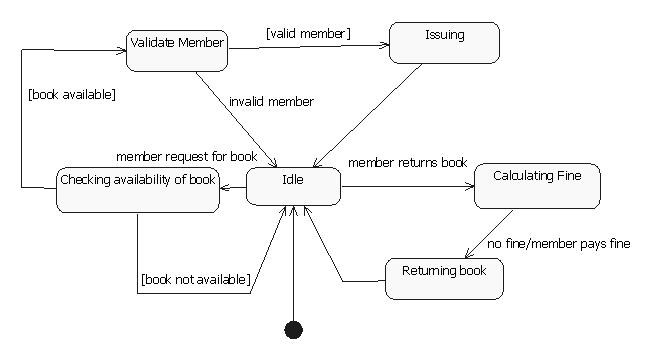 [valid member]
Issuing
Validate Member
[book available]
invalid member
member request for book
member returns book
Checking availability of book
Idle
Calculating Fine
no fine/member pays fine
[book not available]
Returning book